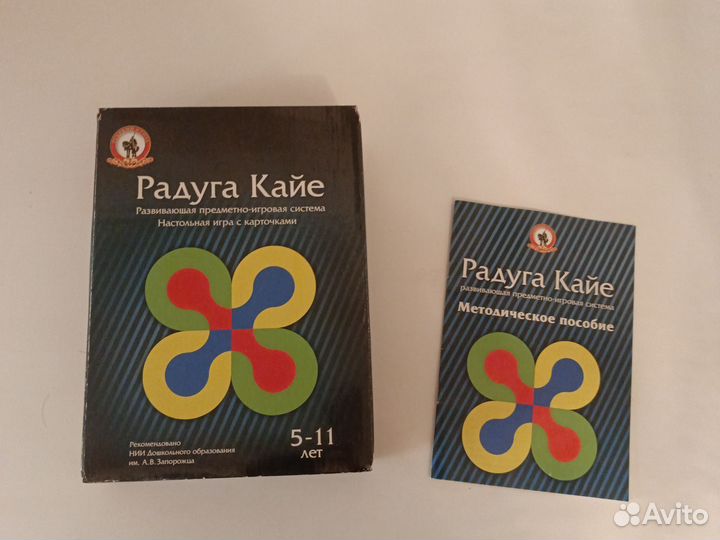 Радуга Кайе
Развивающая предметно-игровая система
Настольная игра с карточками
Рекомендовано
НИИ Дошкольного образования
им. А.В.Запорожца
5-11
лет
Радуга Кайе
развивающая предметно-игровая система
Методическое пособие
Avito